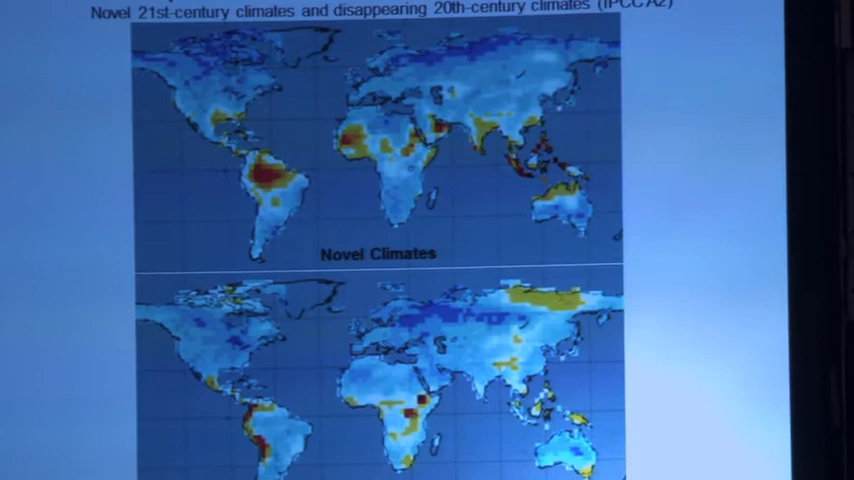 Novel 21st-century climates and disappearing 20th-century climates (IPCC A2)
Novel Climates